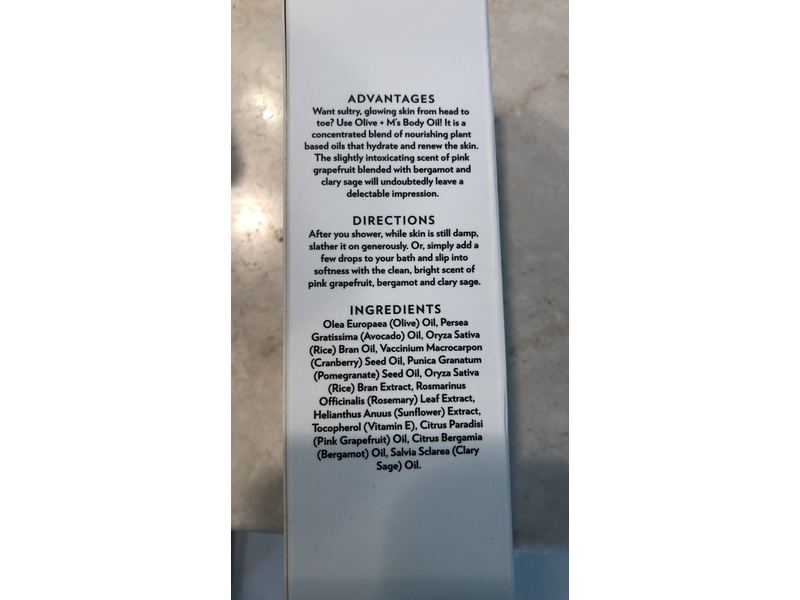 ADVANTAGES
Want sultry, glowing skin from head to
toe? Use Olive + M's Body Oil! It is a
concentrated blend of nourishing plant
based oils that hydrate and renew the skin.
The slightly intoxicating scent of pink
grapefruit blended with bergamot and
clary sage will undoubtedly leave a
delectable impression.
DIRECTIONS
After you shower, while skin is still damp,
slather it on generously. Or, simply add a
few drops to your bath and slip into
softness with the clean, bright scent of
pink grapefruit, bergamot and clary sage.
INGREDIENTS
Olea Europaea (Olive) Oil, Persea
Gratissima (Avocado) Oil, Oryza Sativa
(Rice) Bran Oil, Vaccinium Macrocarpon
(Cranberry) Seed Oil, Punica Granatum
(Pomegranate) Seed Oil, Oryza Sativa
(Rice) Bran Extract, Rosmarinus
Officinalis (Rosemary) Leaf Extract,
Helianthus Anuus (Sunflower) Extract,
Tocopherol (Vitamin E), Citrus Paradisi
(Pink Grapefruit) Oil, Citrus Bergamia
(Bergamot) Oil, Salvia Sclarea (Clary
Sage) Oil.